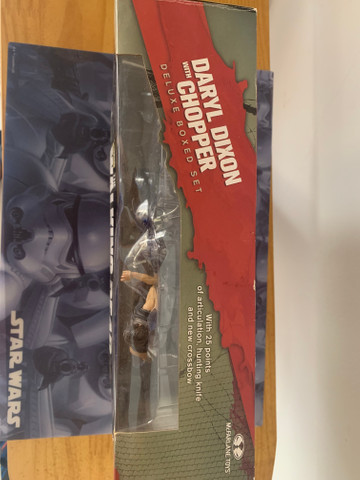 DARYL DIXON
WITH CHOPPER
DELUXE BOXED SET
With 25 points
of articulation, hunting knife
and new crossbow
McFARLANE TOYS
STAR WARS